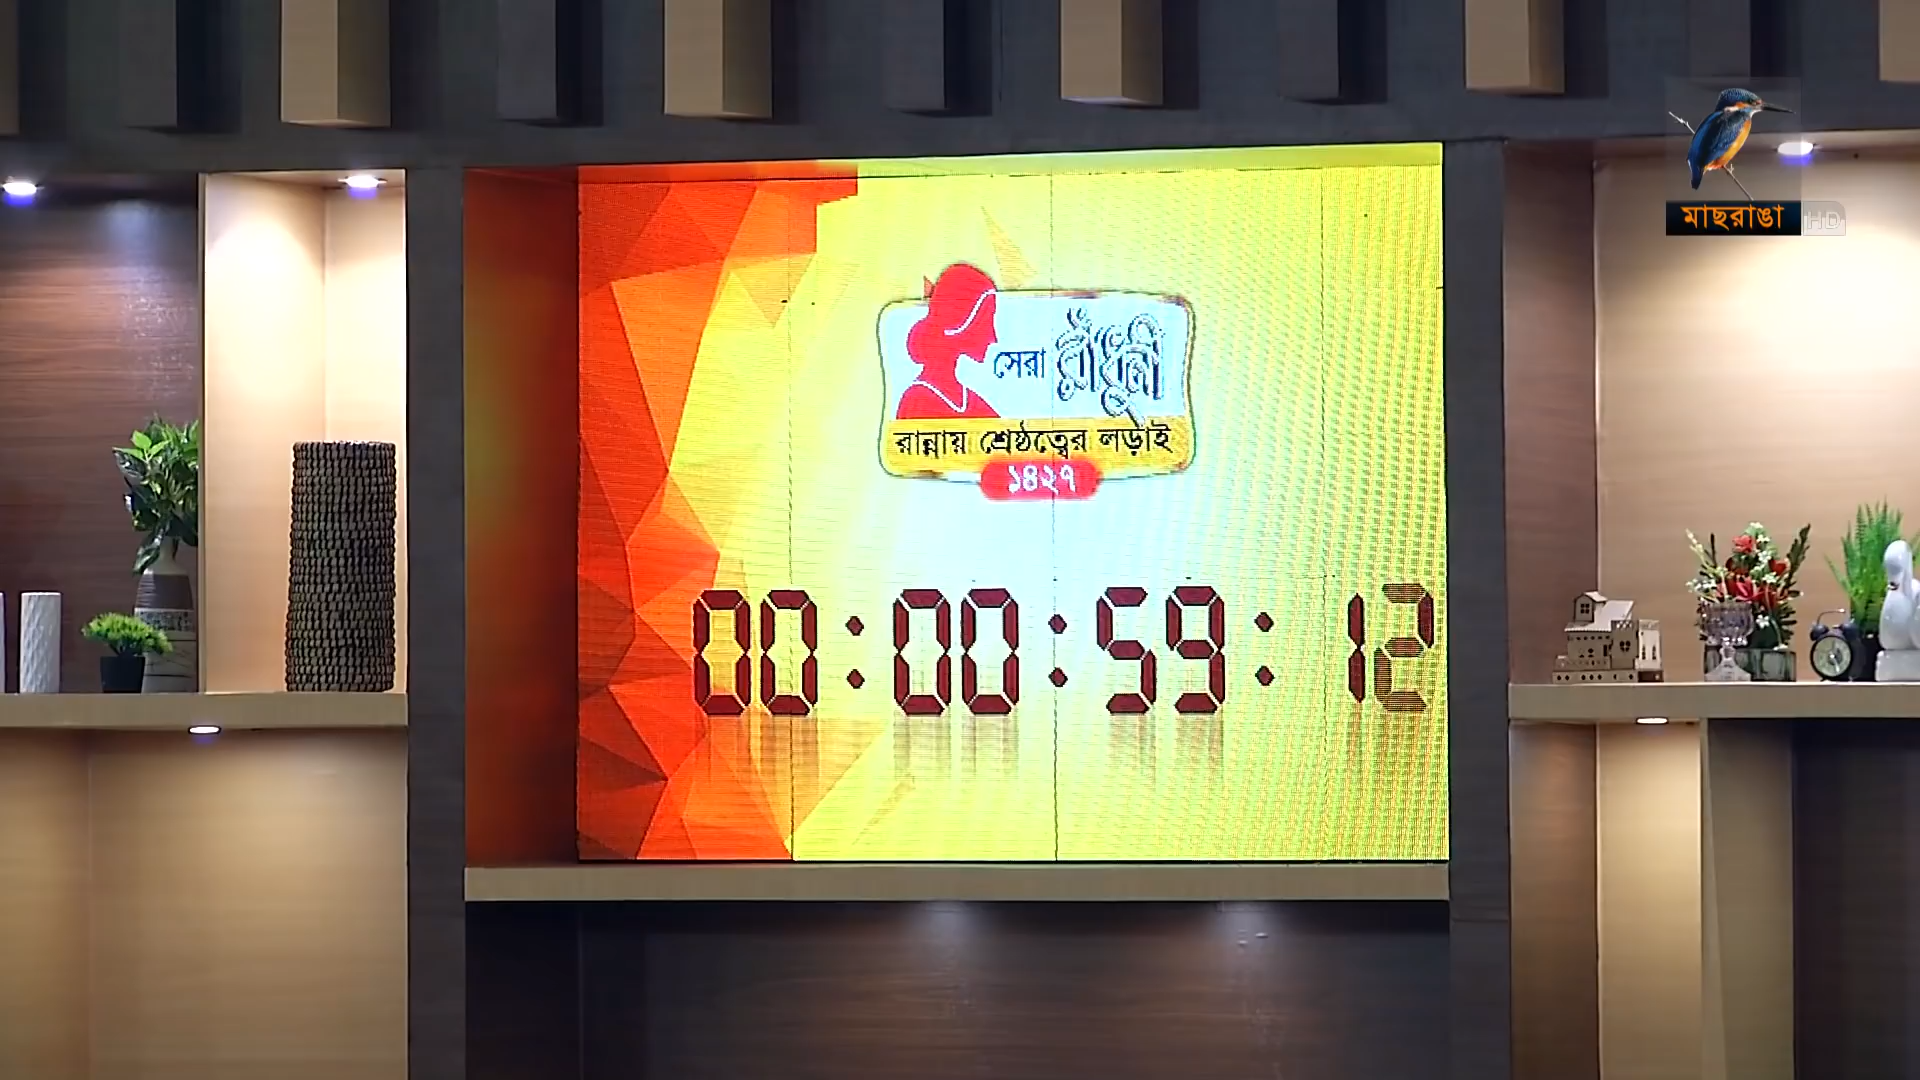 মাছরাঙা HD
সেরা রাঁধুনী
রান্নায় শ্রেষ্ঠত্বের লড়াই
১৪২৭
00:00:59:12